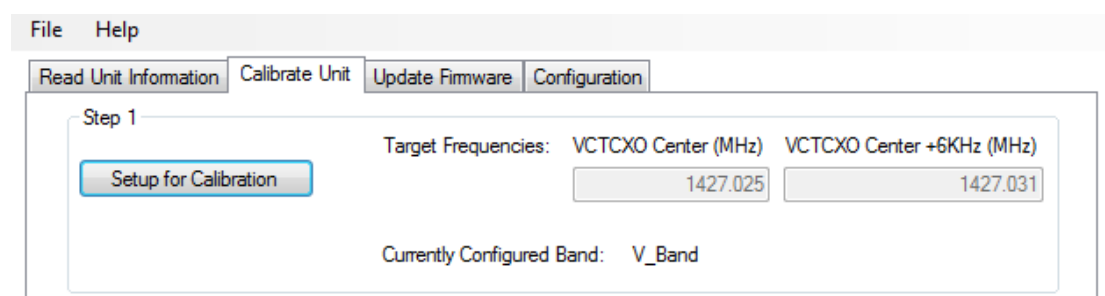 File Help
Read Unit Information Calibrate Unit Update Firmware Configuration
Step 1
Target Frequencies: VCTCXO Center (MHz) VCTCXO Center +6KHz (MHz)
Setup for Calibration 1427.025 1427.031
Currently Configured Band: V_Band